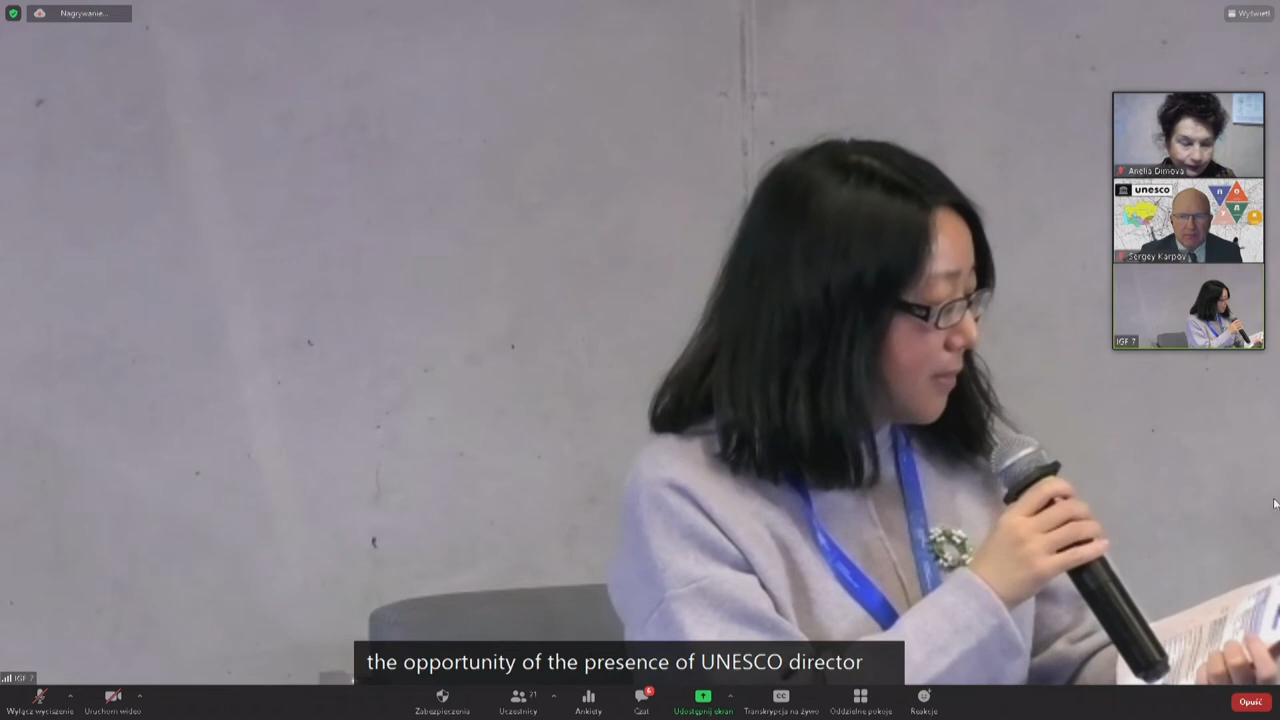 Nagrywanie...
Wyświetl
Anelia Dimova
unesco
Sergey Karpov
IGF 7
the opportunity of the presence of UNESCO director
IGF 7
Wyłącz wyciszenie
Uruchom wideo
Zabezpieczenia
Uczestnicy
21
Ankiety
Czat
6
Udostępnij ekran
CC
Transkrypcja na żywo
Oddzielne pokoje
Reakcje
Opuść